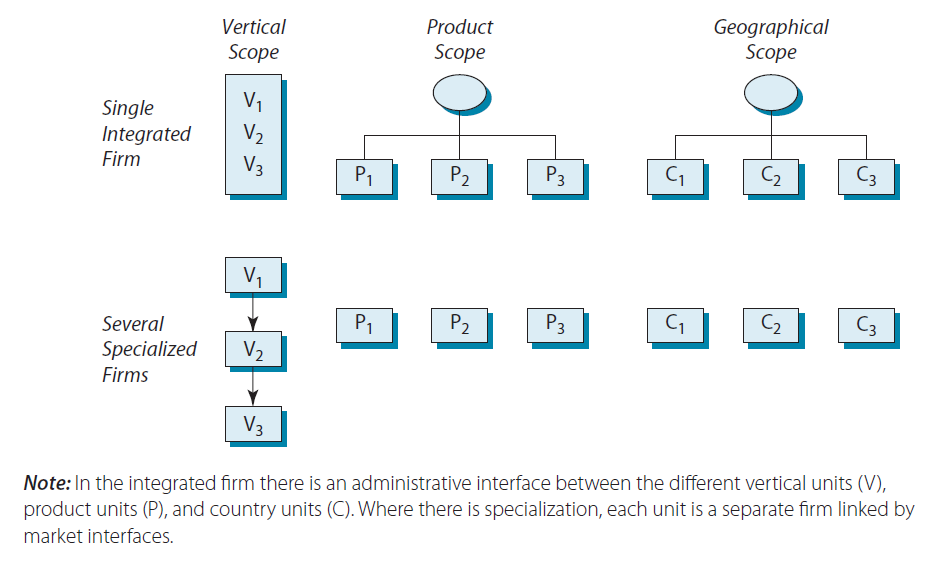 Vertical
Scope
Product
Scope
Geographical
Scope
Single
Integrated
Firm
V1
V2
V3
P1
P2
P3
C1
C2
C3
Several
Specialized
Firms
V1
V2
V3
P1
P2
P3
C1
C2
C3
Note: In the integrated firm there is an administrative interface between the different vertical units (V),
product units (P), and country units (C). Where there is specialization, each unit is a separate firm linked by
market interfaces.